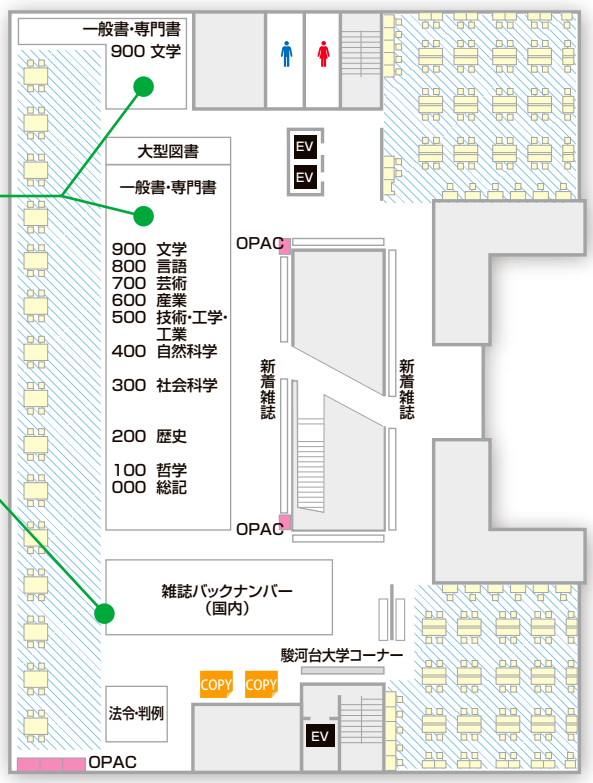 一般書・専門書
900 文学
大型図書
一般書・専門書
900 文学
800 言語
700 芸術
600 産業
500 技術・工学・
工業
400 自然科学
300 社会科学
200 歴史
100 哲学
000 総記
EV
EV
OPAC
新着雑誌
新着雑誌
OPAC
雑誌バックナンバー
(国内)
駿河台大学コーナー
COPY
COPY
法令・判例
EV
OPAC